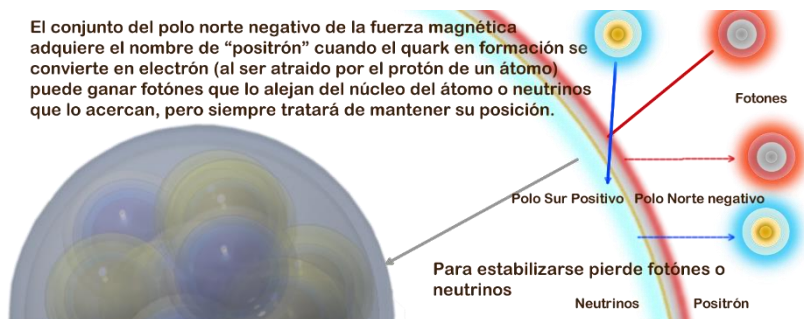 El conjunto del polo norte negativo de la fuerza magnética
adquiere el nombre de “positrón” cuando el quark en formación se
convierte en electrón (al ser atraido por el protón de un átomo)
puede ganar fotónes que lo alejan del núcleo del átomo o neutrinos
que lo acercan, pero siempre tratará de mantener su posición.
Fotones
Polo Sur Positivo
Polo Norte negativo
Para estabilizarse pierde fotónes o
neutrinos
Neutrinos
Positrón